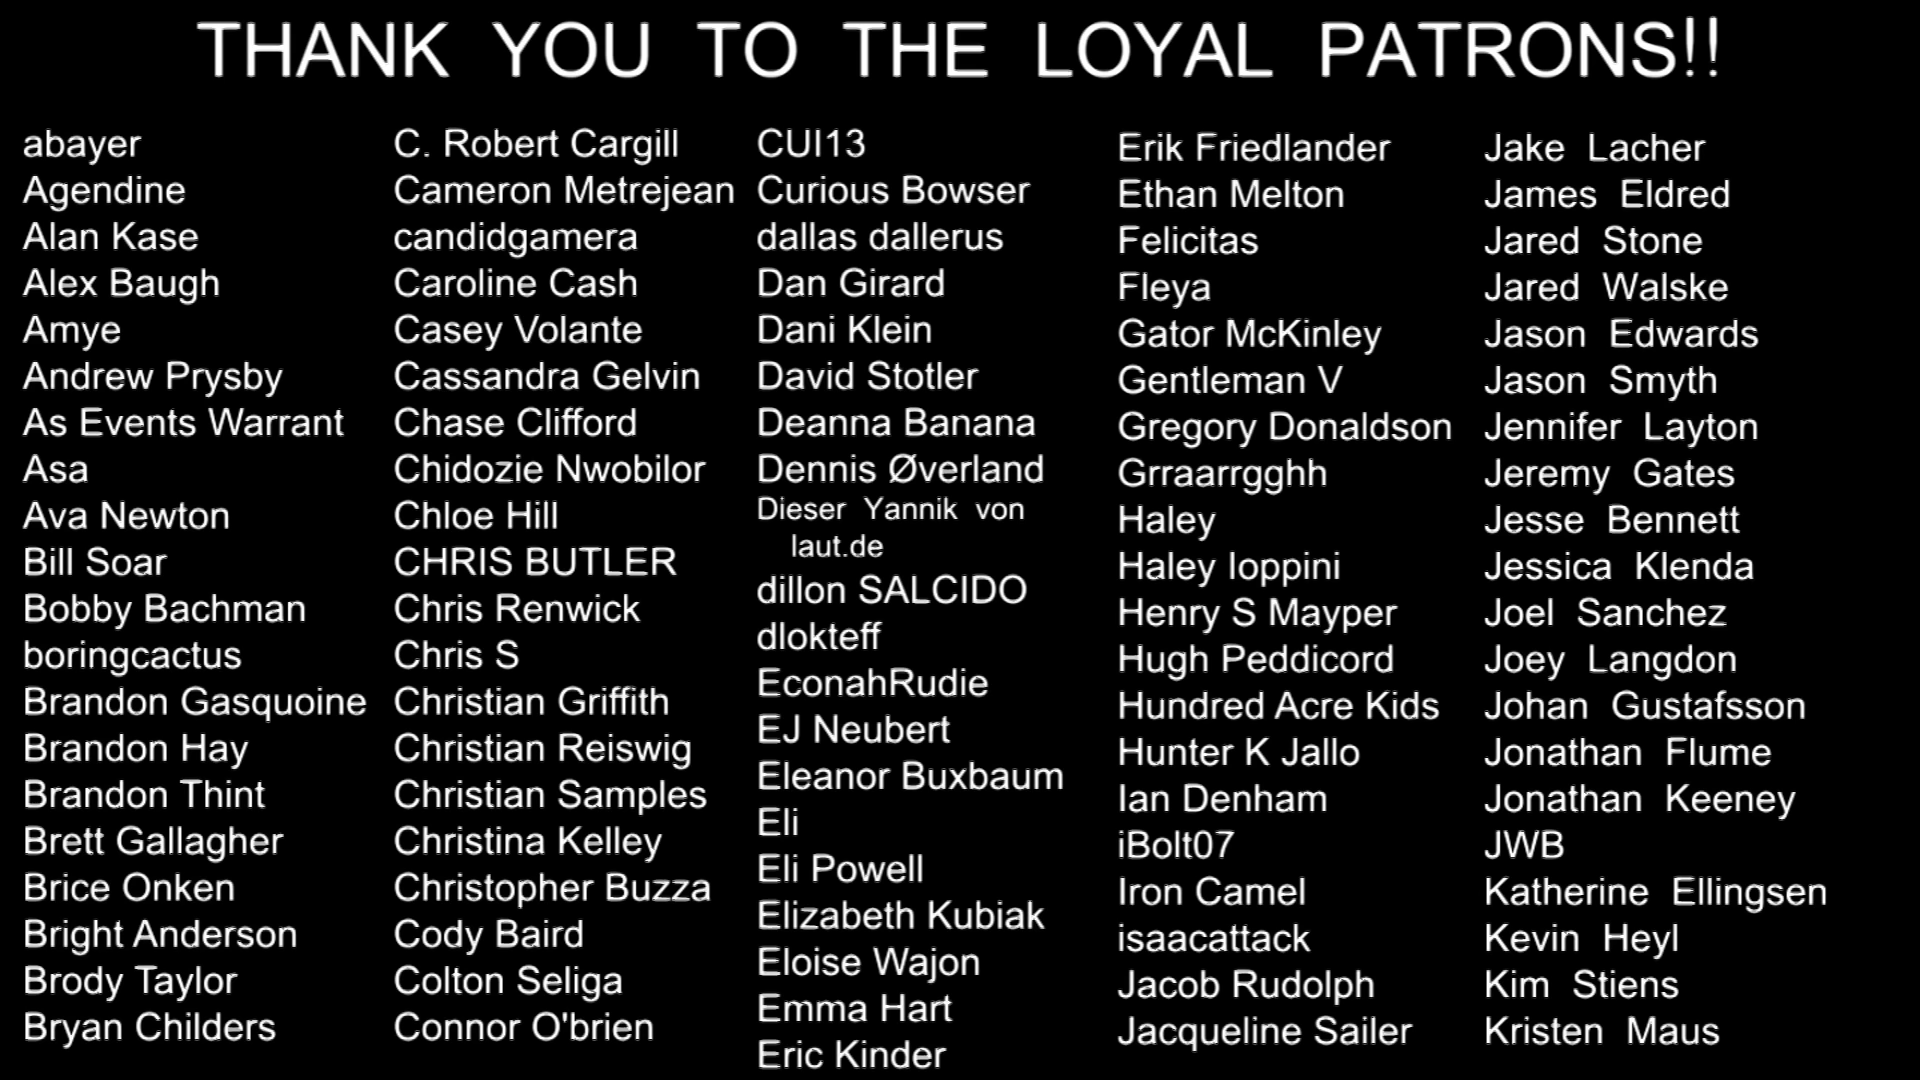 THANK YOU TO THE LOYAL PATRONS!!
abayer
Agendine
Alan Kase
Alex Baugh
Amye
Andrew Prysby
As Events Warrant
Asa
Ava Newton
Bill Soar
Bobby Bachman
boringcactus
Brandon Gasquoine
Brandon Hay
Brandon Thint
Brett Gallagher
Brice Onken
Bright Anderson
Brody Taylor
Bryan Childers
C. Robert Cargill
Cameron Metrejean
candidgamera
Caroline Cash
Casey Volante
Cassandra Gelvin
Chase Clifford
Chidozie Nwobilor
Chloe Hill
CHRIS BUTLER
Chris Renwick
Chris S
Christian Griffith
Christian Reiswig
Christian Samples
Christina Kelley
Christopher Buzza
Cody Baird
Colton Seliga
Connor O'brien
CUI13
Curious Bowser
dallas dallerus
Dan Girard
Dani Klein
David Stotler
Deanna Banana
Dennis Øverland
Dieser Yannik von
laut.de
dillon SALCIDO
dlokteff
EconahRudie
EJ Neubert
Eleanor Buxbaum
Eli
Eli Powell
Elizabeth Kubiak
Eloise Wajon
Emma Hart
Eric Kinder
Erik Friedlander
Ethan Melton
Felicitas
Fleya
Gator McKinley
Gentleman V
Gregory Donaldson
Grraarrgghh
Haley
Haley Ioppini
Henry S Mayper
Hugh Peddicord
Hundred Acre Kids
Hunter K Jallo
Ian Denham
iBolt07
Iron Camel
isaacattack
Jacob Rudolph
Jacqueline Sailer
Jake Lacher
James Eldred
Jared Stone
Jared Walske
Jason Edwards
Jason Smyth
Jennifer Layton
Jeremy Gates
Jesse Bennett
Jessica Klenda
Joel Sanchez
Joey Langdon
Johan Gustafsson
Jonathan Flume
Jonathan Keeney
JWB
Katherine Ellingsen
Kevin Heyl
Kim Stiens
Kristen Maus